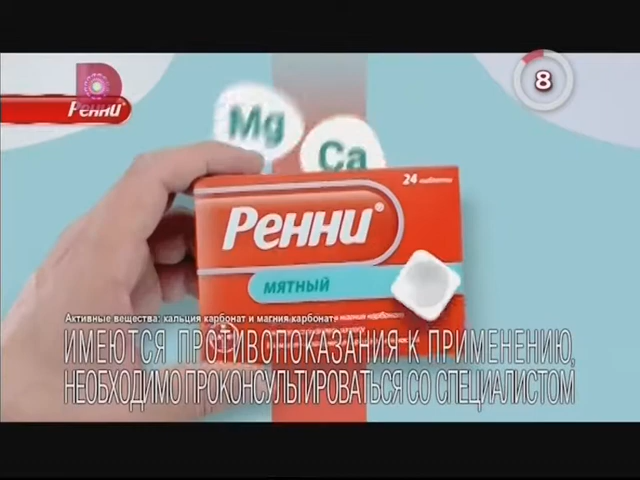 8
Ренни®
Mg
Ca
24 таблетки
Ренни®
мятный
Активные вещества: кальция карбонат и магния карбонат
ИМЕЮТСЯ ПРОТИВОПОКАЗАНИЯ К ПРИМЕНЕНИЮ,
НЕОБХОДИМО ПРОКОНСУЛЬТИРОВАТЬСЯ СО СПЕЦИАЛИСТОМ